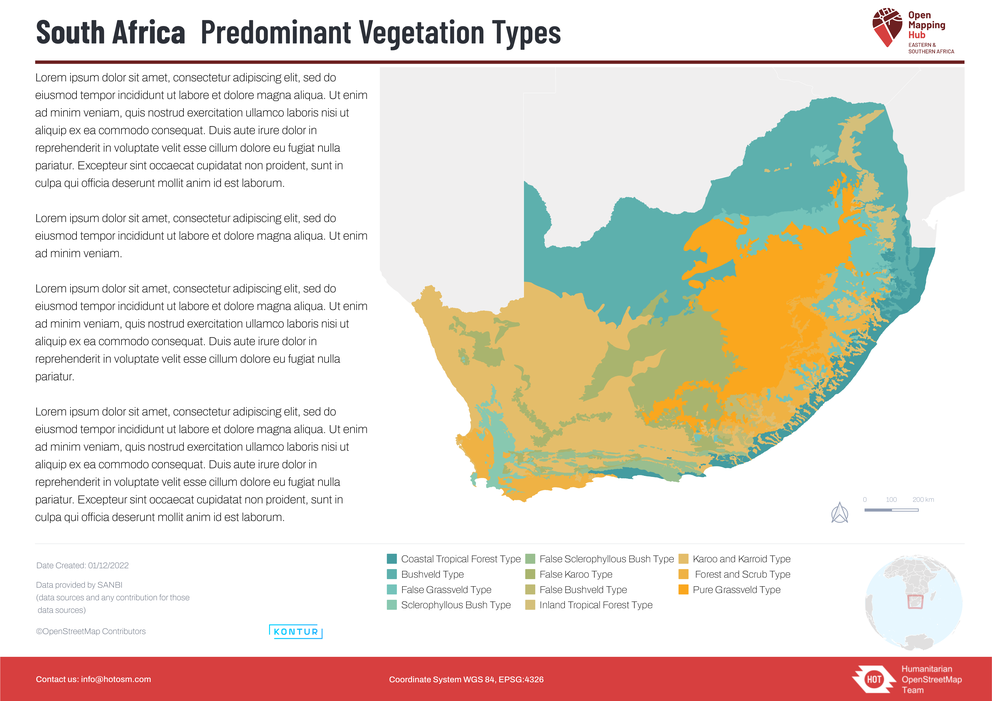 South Africa Predominant Vegetation Types
Open
Mapping
Hub
EASTERN &
SOUTHERN AFRICA
Lorem ipsum dolor sit amet, consectetur adipiscing elit, sed do
eiusmod tempor incididunt ut labore et dolore magna aliqua. Ut enim
ad minim veniam, quis nostrud exercitation ullamco laboris nisi ut
aliquip ex ea commodo consequat. Duis aute irure dolor in
reprehenderit in voluptate velit esse cillum dolore eu fugiat nulla
pariatur. Excepteur sint occaecat cupidatat non proident, sunt in
culpa qui officia deserunt mollit anim id est laborum.
Lorem ipsum dolor sit amet, consectetur adipiscing elit, sed do
eiusmod tempor incididunt ut labore et dolore magna aliqua. Ut enim
ad minim veniam.
Lorem ipsum dolor sit amet, consectetur adipiscing elit, sed do
eiusmod tempor incididunt ut labore et dolore magna aliqua. Ut enim
ad minim veniam, quis nostrud exercitation ullamco laboris nisi ut
aliquip ex ea commodo consequat. Duis aute irure dolor in
reprehenderit in voluptate velit esse cillum dolore eu fugiat nulla
pariatur.
Lorem ipsum dolor sit amet, consectetur adipiscing elit, sed do
eiusmod tempor incididunt ut labore et dolore magna aliqua. Ut enim
ad minim veniam, quis nostrud exercitation ullamco laboris nisi ut
aliquip ex ea commodo consequat. Duis aute irure dolor in
reprehenderit in voluptate velit esse cillum dolore eu fugiat nulla
pariatur. Excepteur sint occaecat cupidatat non proident, sunt in
culpa qui officia deserunt mollit anim id est laborum.
0 100 200 km
Coastal Tropical Forest Type
Bushveld Type
False Grassveld Type
Sclerophyllous Bush Type
False Sclerophyllous Bush Type
False Karoo Type
False Bushveld Type
Inland Tropical Forest Type
Karoo and Karroid Type
Forest and Scrub Type
Pure Grassveld Type
Date Created: 01/12/2022
Data provided by SANBI
(data sources and any contribution for those
data sources)
©OpenStreetMap Contributors
KONTUR
Contact us: info@hotosm.com
Coordinate System WGS 84, EPSG:4326
HOT
Humanitarian
OpenStreetMap
Team